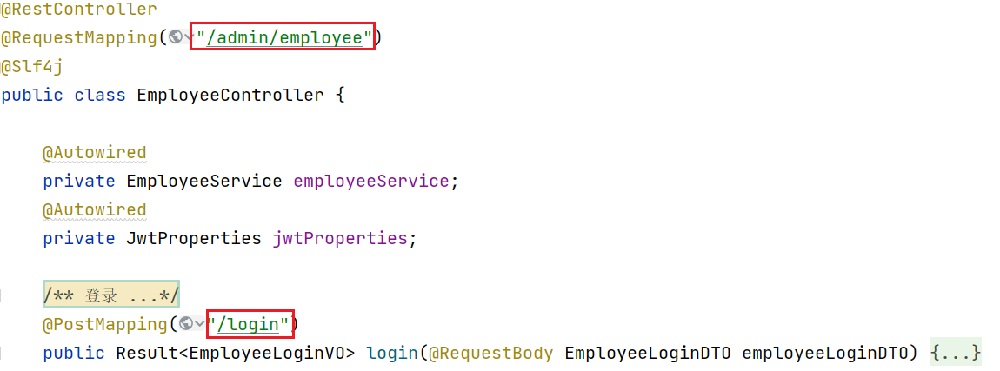 @RestController
@RequestMapping("/admin/employee")
@Slf4j
public class EmployeeController {
@Autowired
private EmployeeService employeeService;
@Autowired
private JwtProperties jwtProperties;
/** 登录 ...*/
@PostMapping("/login")
public Result<EmployeeLoginVO> login(@RequestBody EmployeeLoginDTO employeeLoginDTO) {...}